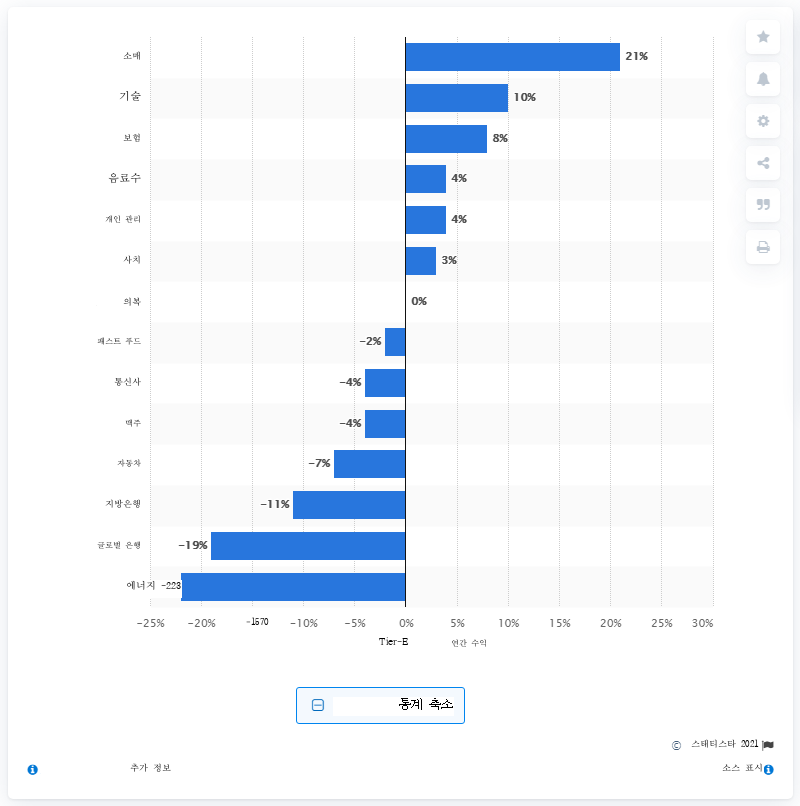 소매 21%
기술 10%
보험 8%
음료수 4%
개인 관리 4%
사치 3%
의복 0%
패스트 푸드 -2%
통신사 -4%
맥주 -4%
자동차 -7%
지방은행 -11%
글로벌 은행 -19%
에너지 -223
-25% -20% -1570 -10% -5% 0% 5% 10% 15% 20% 25% 30%
Tier-E 연간 수익
통계 축소
© 스태티스타 2021
추가 정보 소스 표시